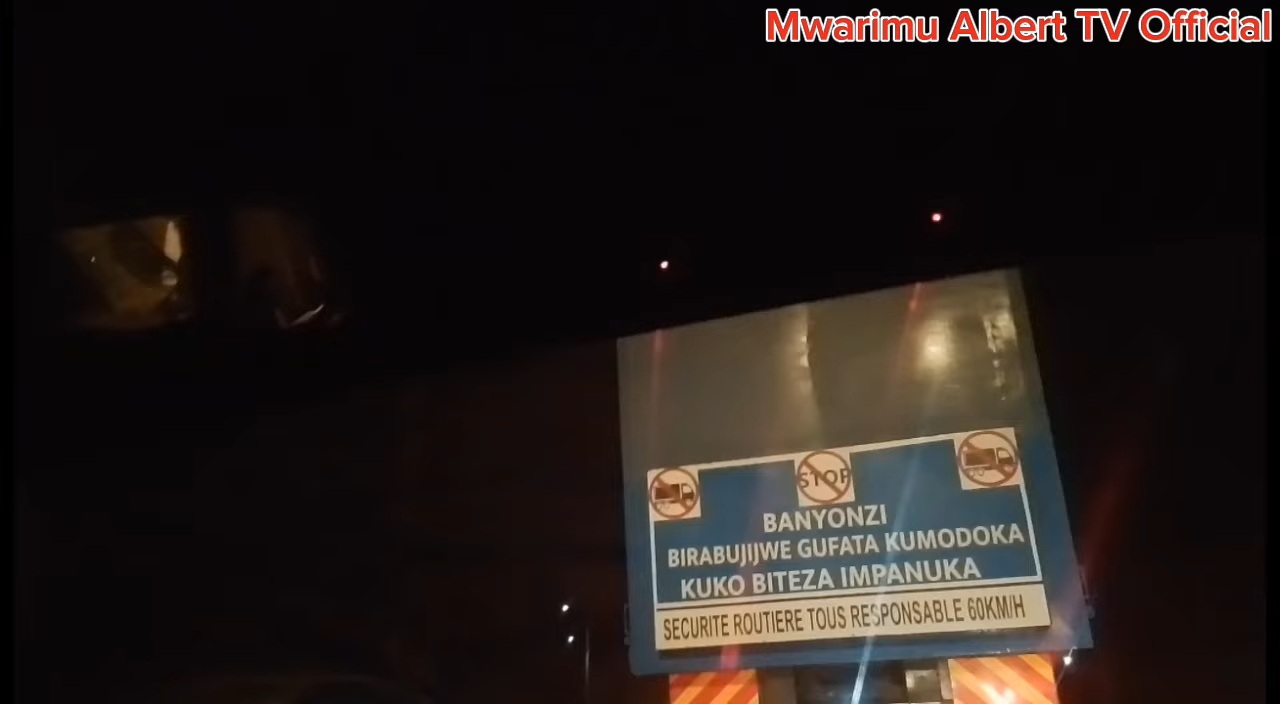 Mwarimu Albert TV Official
STOP
BANYONZI
BIRABUJIJWE GUFATA KUMODOKA
KUKO BITEZA IMPANUKA
SECURITE ROUTIERE TOUS RESPONSABLE 60KM/H